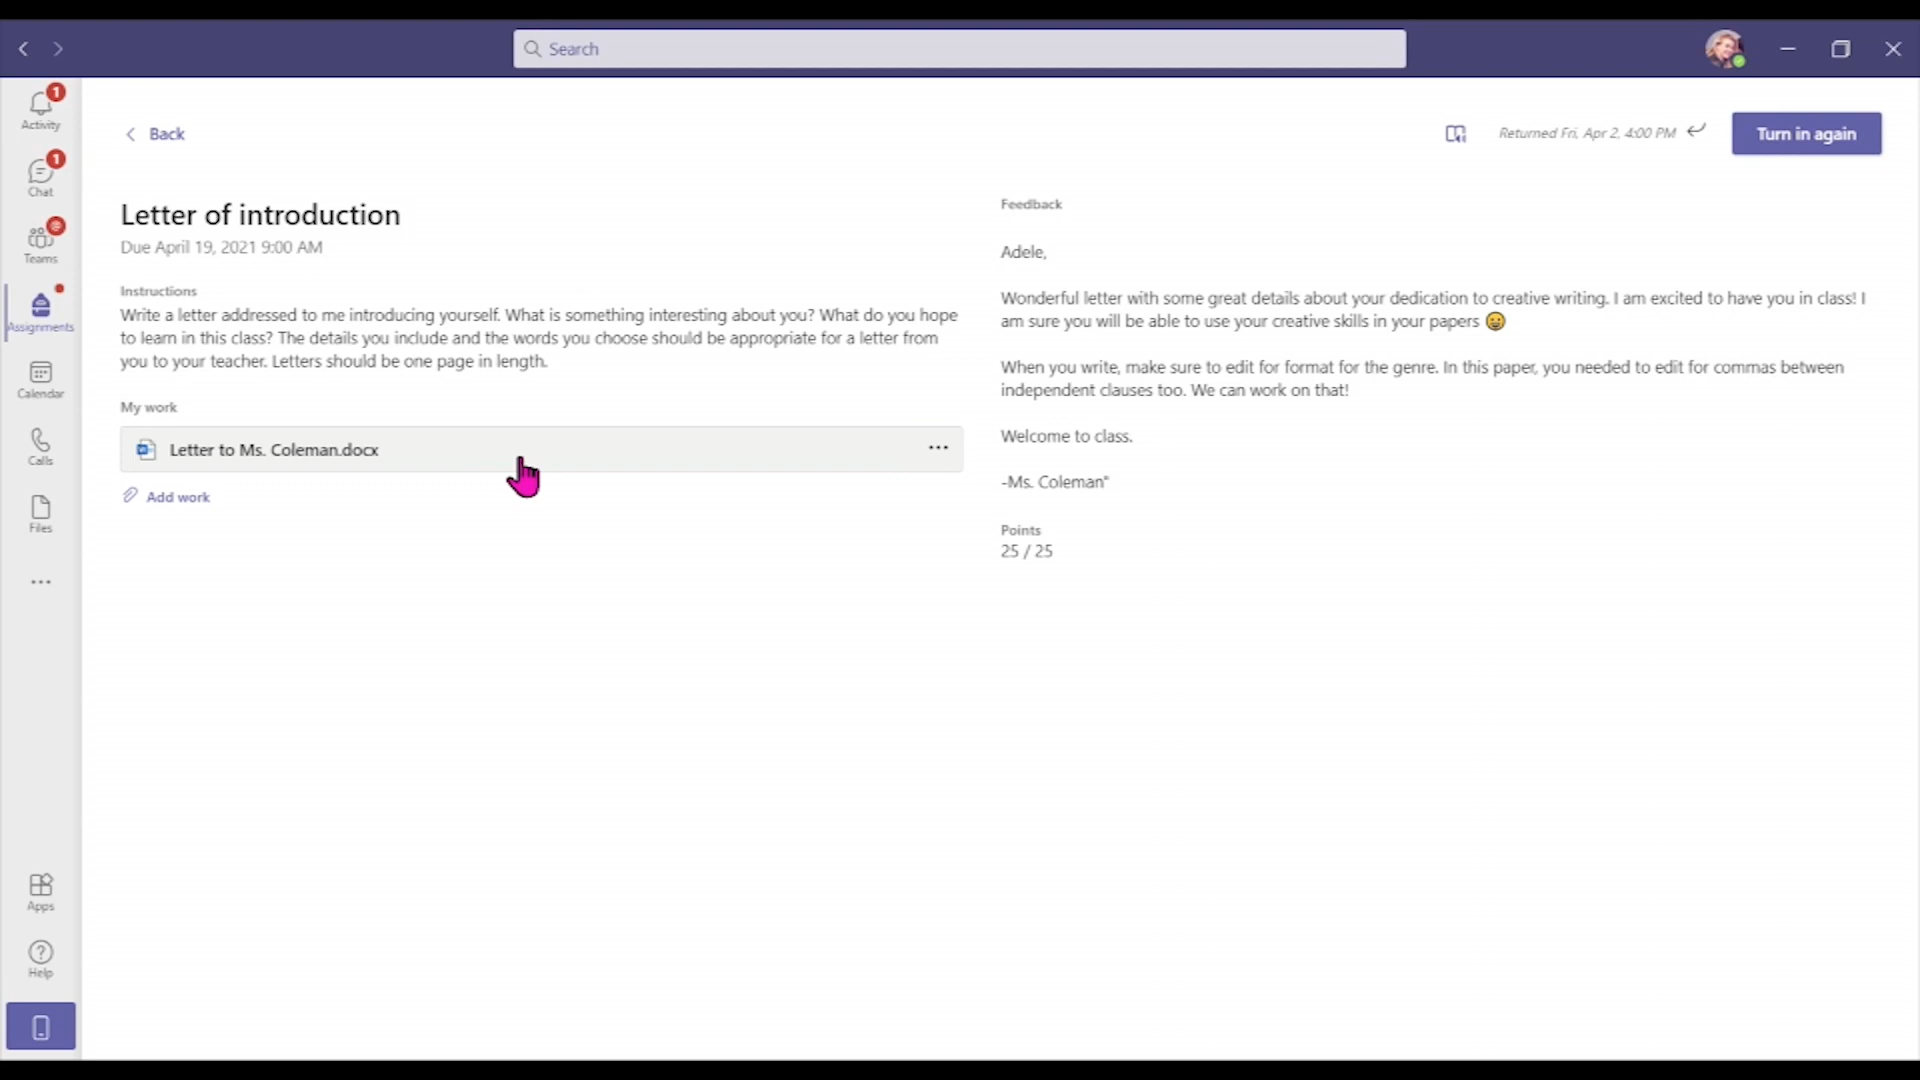 Search
1
Activity
1
Chat
Teams
Assignments
Calendar
Calls
Files
Apps
Help
Back
Returned Fri, Apr 2, 4:00 PM
Turn in again
Letter of introduction
Due April 19, 2021 9:00 AM
Instructions
Write a letter addressed to me introducing yourself. What is something interesting about you? What do you hope
to learn in this class? The details you include and the words you choose should be appropriate for a letter from
you to your teacher. Letters should be one page in length.
My work
Letter to Ms. Coleman.docx
Add work
Feedback
Adele,
Wonderful letter with some great details about your dedication to creative writing. I am excited to have you in class! I
am sure you will be able to use your creative skills in your papers 😀
When you write, make sure to edit for format for the genre. In this paper, you needed to edit for commas between
independent clauses too. We can work on that!
Welcome to class.
-Ms. Coleman"
Points
25 / 25